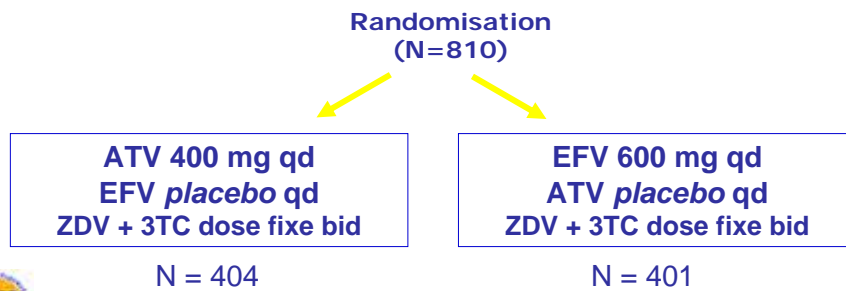 Randomisation
(N=810)
ATV 400 mg qd
EFV placebo qd
ZDV + 3TC dose fixe bid
N = 404
EFV 600 mg qd
ATV placebo qd
ZDV + 3TC dose fixe bid
N = 401